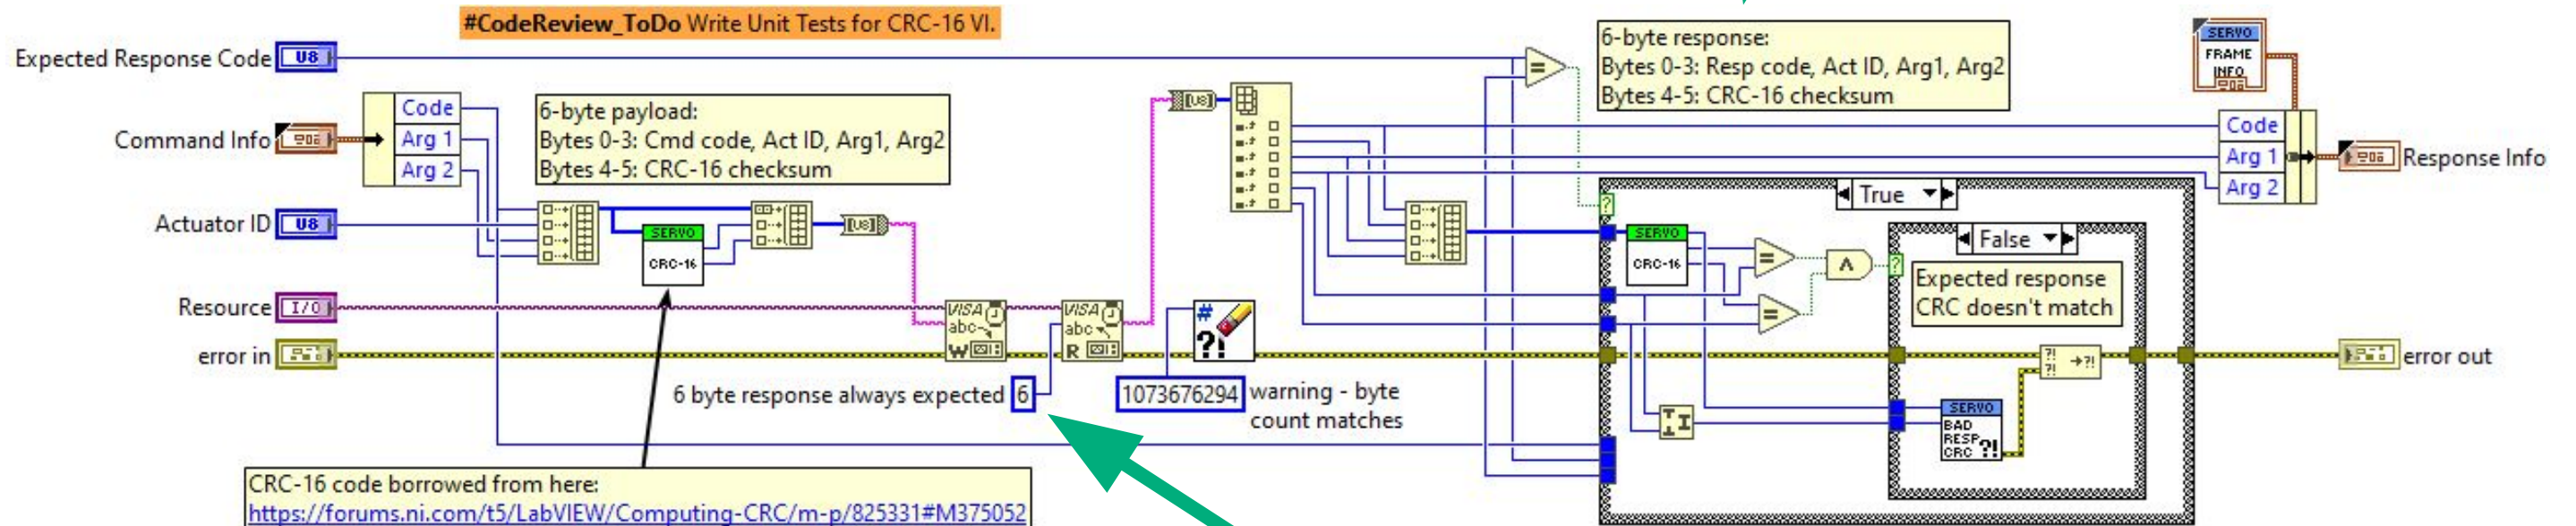 #CodeReview_ToDo Write Unit Tests for CRC-16 VI.
Expected Response Code
U8
Command Info
Code
Arg 1
Arg 2
6-byte payload:
Bytes 0-3: Cmd code, Act ID, Arg1, Arg2
Bytes 4-5: CRC-16 checksum
Actuator ID
U8
SERVO
CRC-16
[U8]
Resource
I/O
error in
VISA
abc
W
VISA
abc
R
6 byte response always expected
6
#
?!
1073676294
warning - byte
count matches
CRC-16 code borrowed from here:
https://forums.ni.com/t5/LabVIEW/Computing-CRC/m-p/825331#M375052
[U8]
=
6-byte response:
Bytes 0-3: Resp code, Act ID, Arg1, Arg2
Bytes 4-5: CRC-16 checksum
SERVO
FRAME
INFO
Code
Arg 1
Arg 2
Response Info
True
?
SERVO
CRC-16
=
=
∧
?
False
Expected response
CRC doesn't match
?!
?!
→?!
SERVO
BAD
RESP
CRC ?!
error out